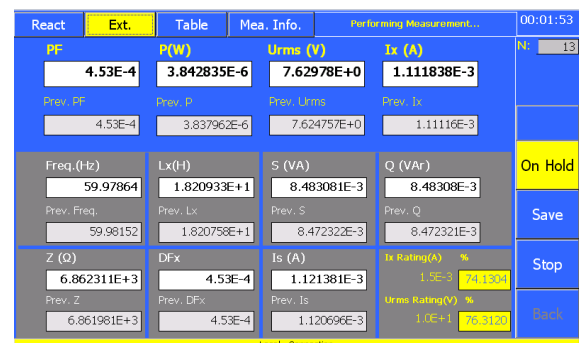 React Ext. Table Mea. Info. Performing Measurement... 00:01:53
PF P(W) Urms (V) Ix (A) N: 13
4.53E-4 3.842835E-6 7.62978E+0 1.111838E-3
Prev. PF Prev. P Prev. Urms Prev. Ix
4.53E-4 3.837962E-6 7.624757E+0 1.11116E-3
Freq.(Hz) Lx(H) S (VA) Q (VAr) On Hold
59.97864 1.820933E+1 8.483081E-3 8.48308E-3
Prev. Freq. Prev. Lx Prev. S Prev. Q Save
59.98152 1.820758E+1 8.472322E-3 8.472321E-3
Z (Ω) DFx Is (A) Ix Rating(A) % Stop
6.862311E+3 4.53E-4 1.121381E-3 1.5E-3 74.1304
Prev. Z Prev. DFx Prev. Is Urms Rating(V) % Back
6.861981E+3 4.53E-4 1.120696E-3 1.0E+1 76.3120